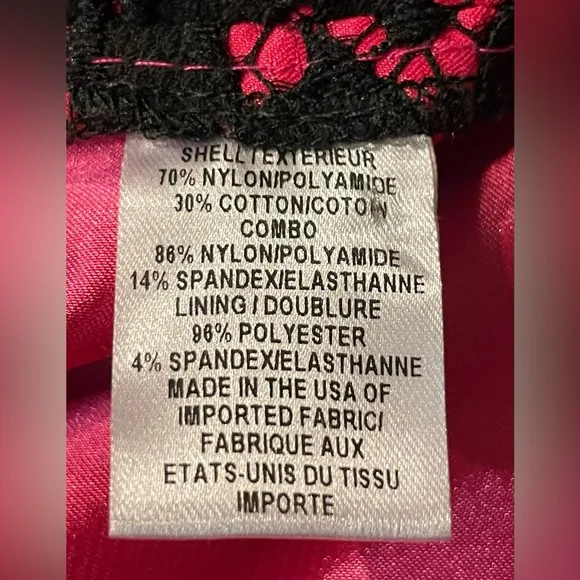 SHELL/EXTERIEUR
70% NYLON/POLYAMIDE
30% COTTON/COTON
COMBO
86% NYLON/POLYAMIDE
14% SPANDEX/ELASTHANNE
LINING/DOUBLURE
96% POLYESTER
4% SPANDEX/ELASTHANNE
MADE IN THE USA OF
IMPORTED FABRIC/
FABRIQUE AUX
ETATS-UNIS DU TISSU
IMPORTE